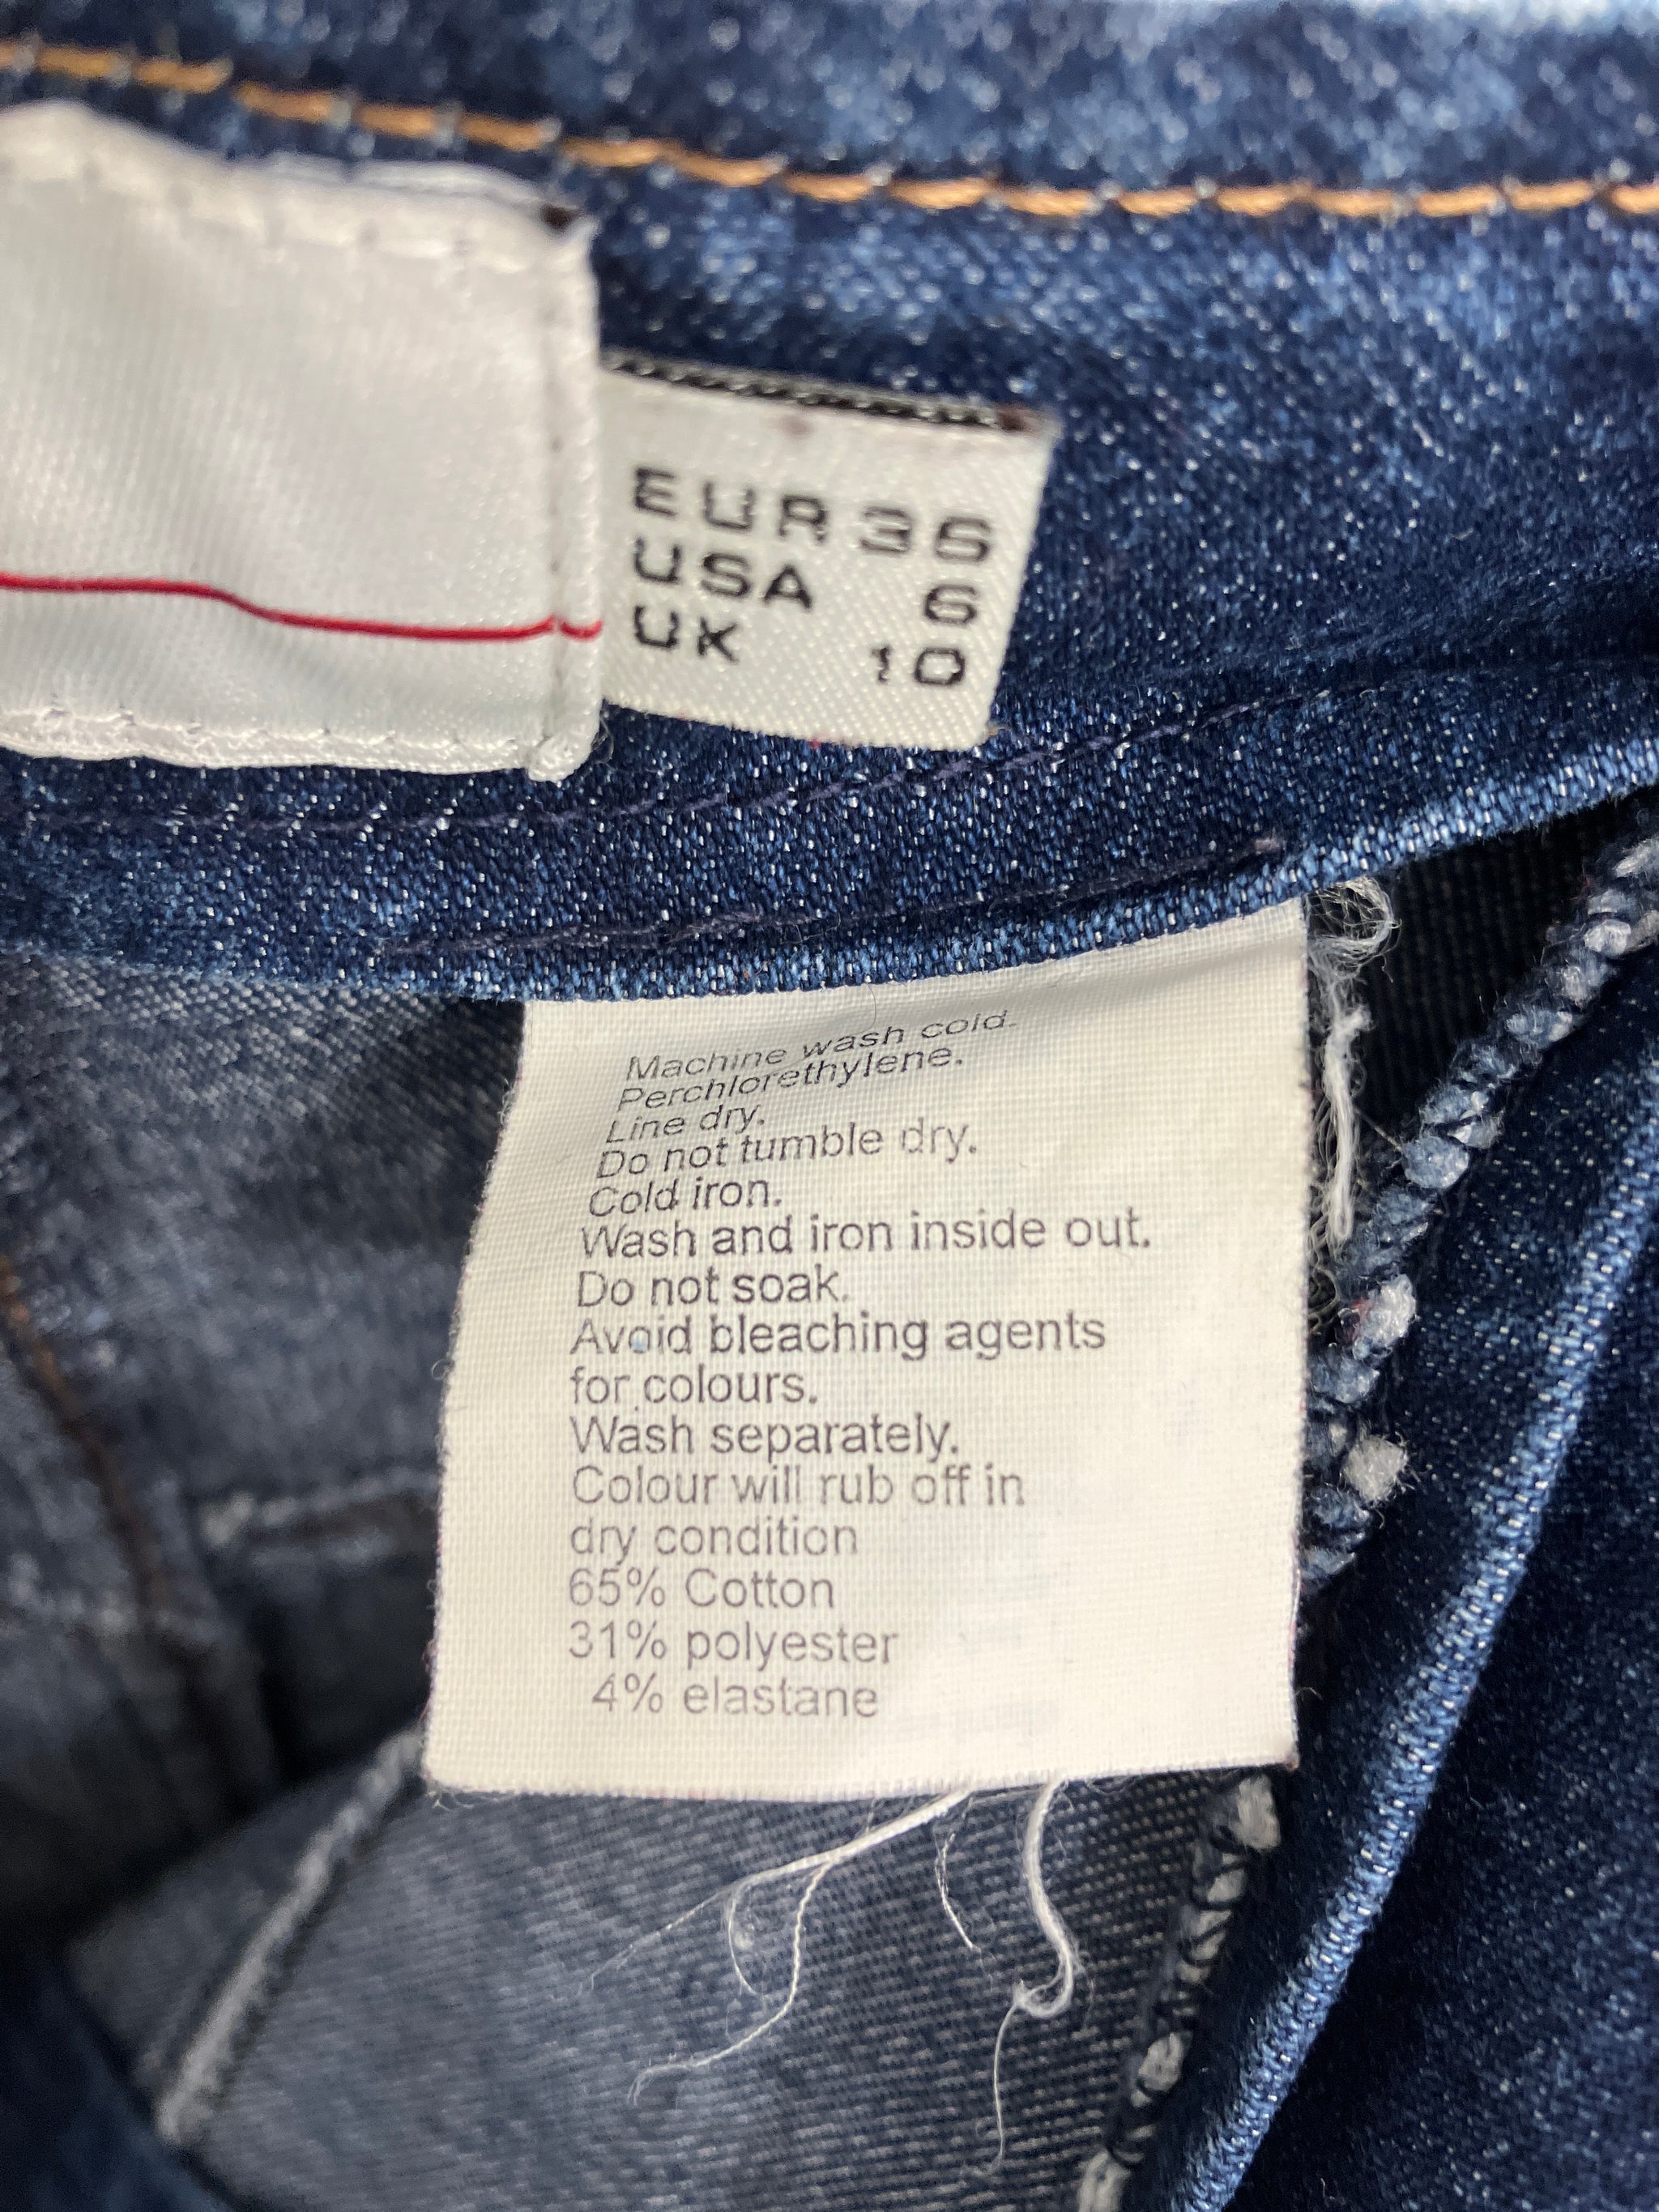 EUR 36
USA 6
UK 10
Machine wash cold.
Perchlorethylene.
Line dry.
Do not tumble dry.
Cold iron.
Wash and iron inside out.
Do not soak.
Avoid bleaching agents
for colours.
Wash separately.
Colour will rub off in
dry condition
65% Cotton
31% polyester
4% elastane